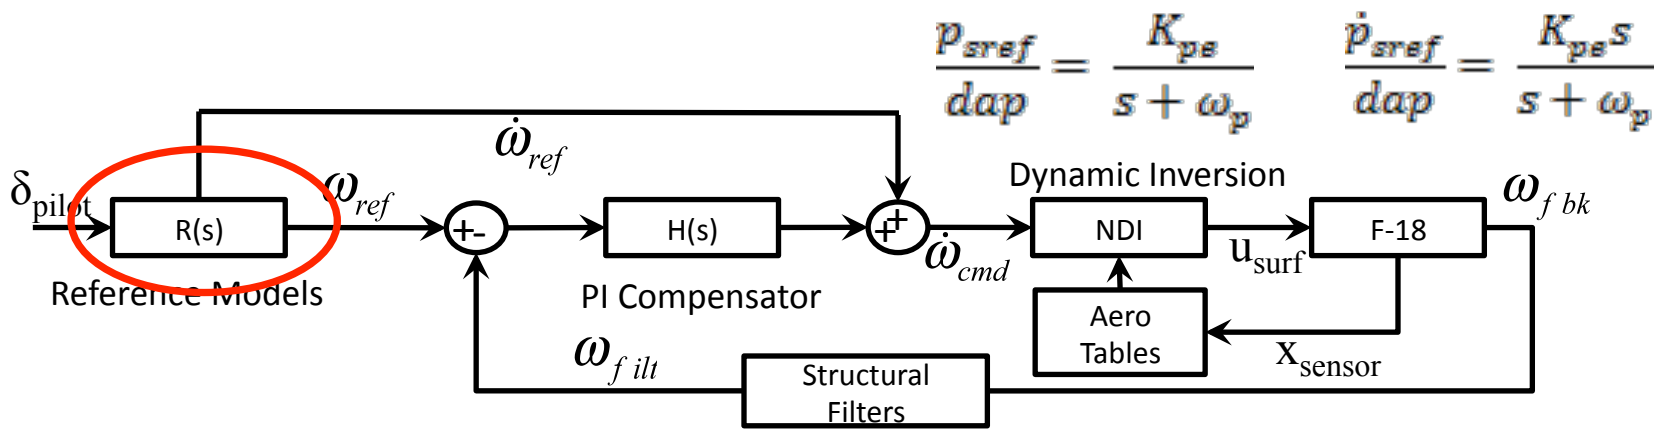 p_sref / dap = K_pe / (s + ω_p)
ṗ_sref / dap = K_pe s / (s + ω_p)
ω̇_ref
Dynamic Inversion
δ_pilot
R(s)
ω_ref
+-
H(s)
++
ω̇_cmd
NDI
u_surf
F-18
ω_f bk
Reference Models
PI Compensator
Aero
Tables
x_sensor
ω_f ilt
Structural
Filters